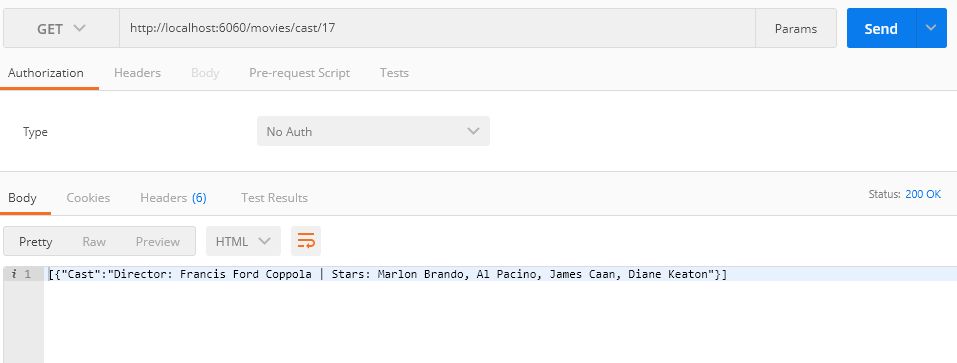 GET http://localhost:6060/movies/cast/17 Params Send
Authorization Headers Body Pre-request Script Tests
Type No Auth
Body Cookies Headers (6) Test Results Status: 200 OK
Pretty Raw Preview HTML
i 1 [{"Cast":"Director: Francis Ford Coppola | Stars: Marlon Brando, Al Pacino, James Caan, Diane Keaton"}]